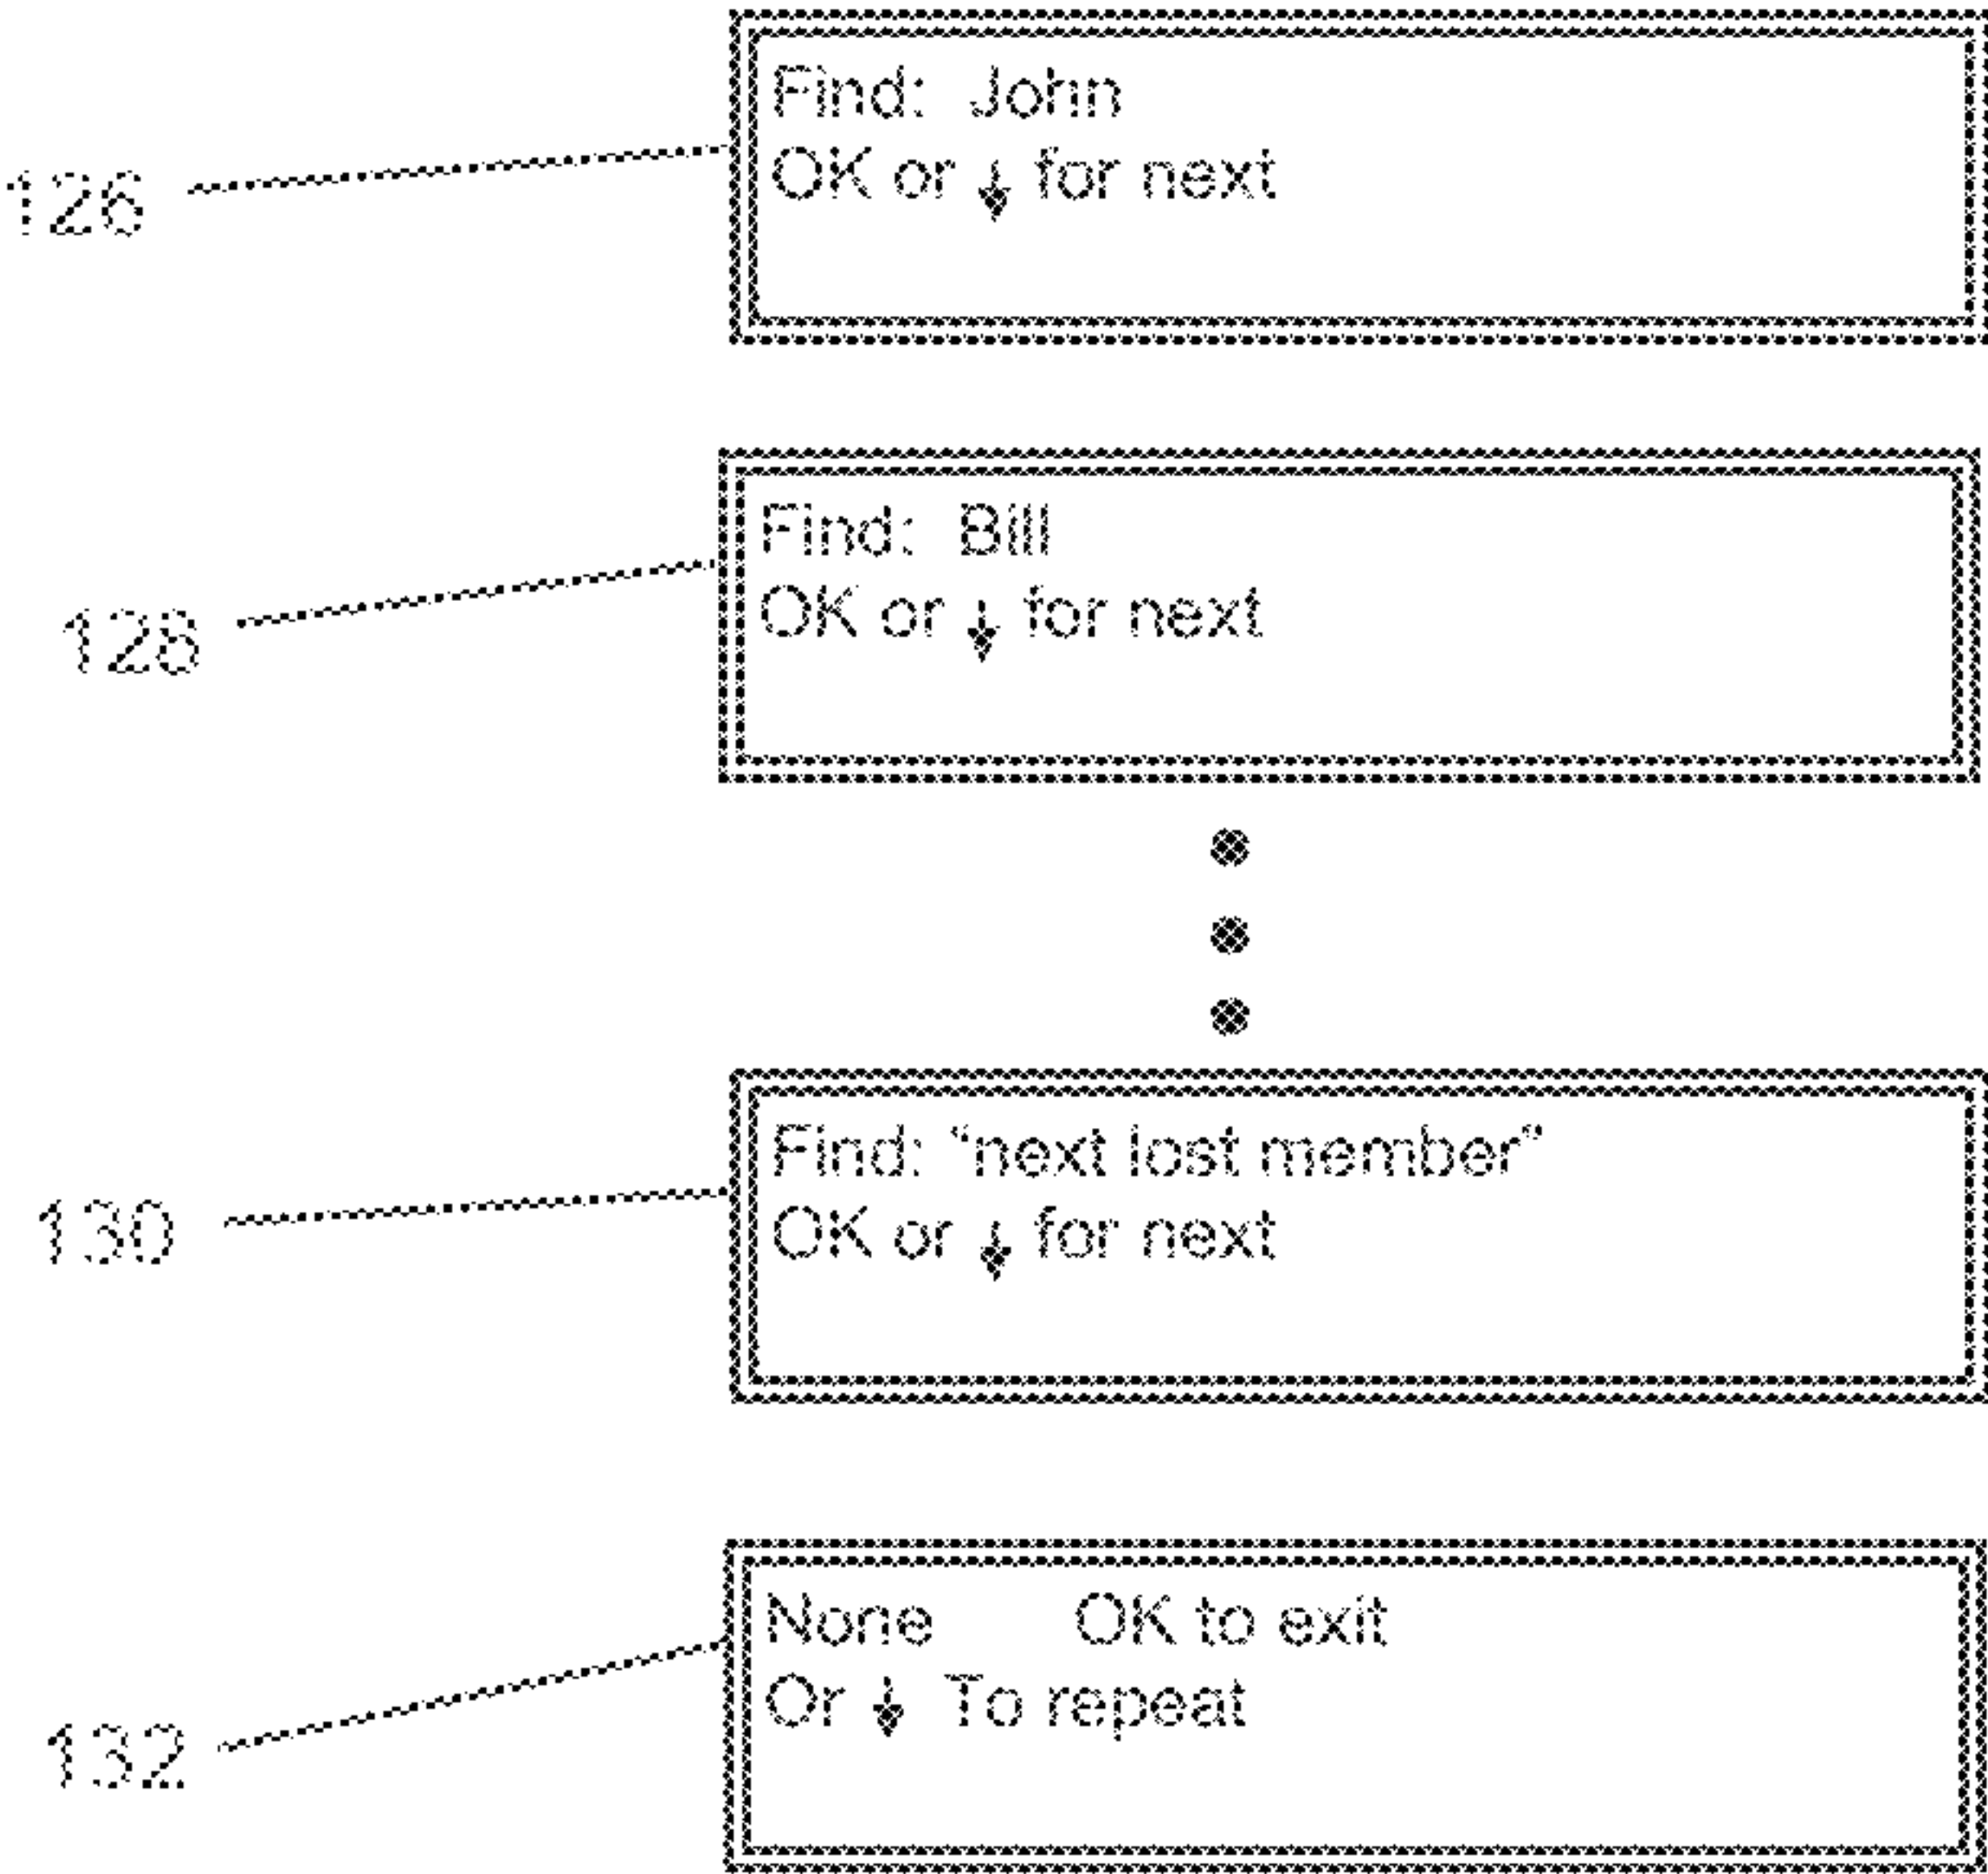 126
Find: John
OK or ↓ for next
128
Find: Bill
OK or ↓ for next
130
Find: “next lost member”
OK or ↓ for next
132
None OK to exit
Or ↓ To repeat